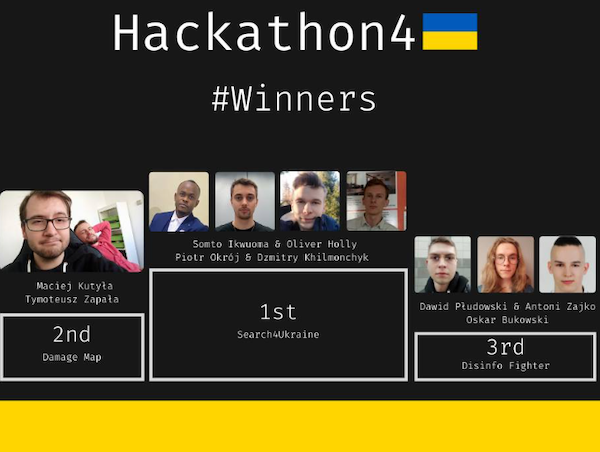 Hackathon4
#Winners
Somto Ikwuoma & Oliver Holly
Piotr Okrój & Dzmitry Khilmonchyk
1st
Search4Ukraine
Maciej Kutyła
Tymoteusz Zapała
2nd
Damage Map
Dawid Płudowski & Antoni Zajko
Oskar Bukowski
3rd
Disinfo Fighter